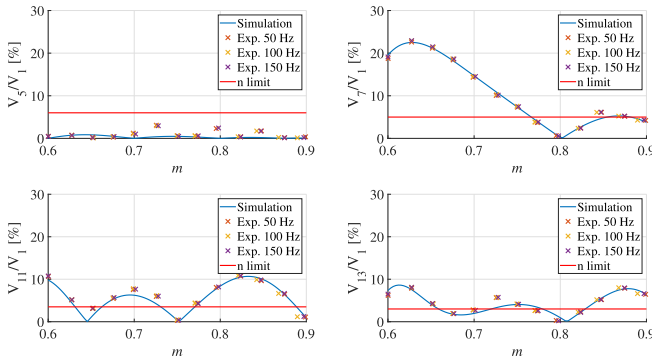 V5/V1 [%]
30
20
10
0
0.6 0.7 0.8 0.9
m
Simulation
Exp. 50 Hz
Exp. 100 Hz
Exp. 150 Hz
n limit
V7/V1 [%]
30
20
10
0
0.6 0.7 0.8 0.9
m
Simulation
Exp. 50 Hz
Exp. 100 Hz
Exp. 150 Hz
n limit
V11/V1 [%]
30
20
10
0
0.6 0.7 0.8 0.9
m
Simulation
Exp. 50 Hz
Exp. 100 Hz
Exp. 150 Hz
n limit
V13/V1 [%]
30
20
10
0
0.6 0.7 0.8 0.9
m
Simulation
Exp. 50 Hz
Exp. 100 Hz
Exp. 150 Hz
n limit